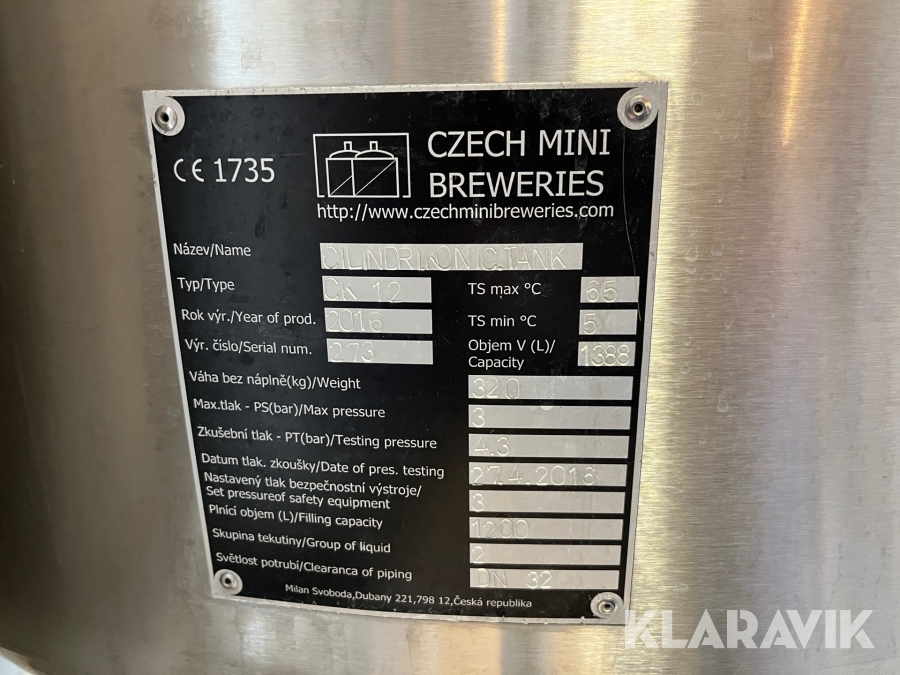 CE 1735
CZECH MINI
BREWERIES
http://www.czechminibreweries.com
Název/Name CILINDRIKONIC.TANK
Typ/Type CK 12 TS max °C 65
Rok výr./Year of prod. 2016 TS min °C 5
Výr. číslo/Serial num. 273 Objem V (L)/
Capacity 1388
Váha bez náplně(kg)/Weight 320
Max.tlak - PS(bar)/Max pressure 3
Zkušební tlak - PT(bar)/Testing pressure 4.3
Datum tlak. zkoušky/Date of pres. testing 27.4.2016
Nastavený tlak bezpečnostní výstroje/
Set pressureof safety equipment 3
Plnící objem (L)/Filling capacity 1200
Skupina tekutiny/Group of liquid 2
Světlost potrubí/Clearance of piping DN 32
Milan Svoboda,Dubany 221,798 12,Česká republika
KLARAVIK